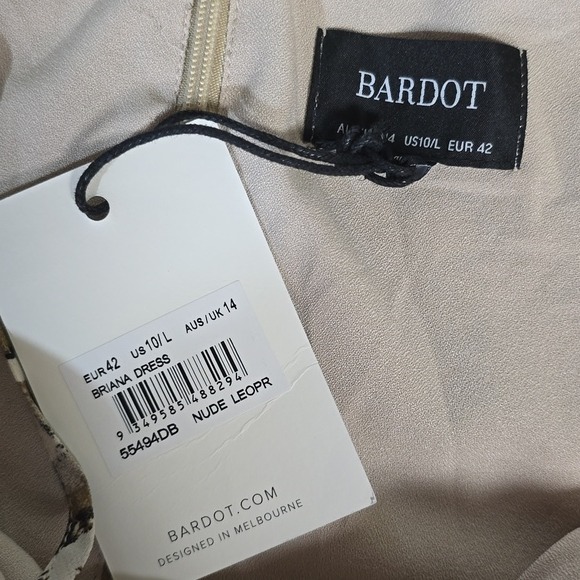 BARDOT
US10/L EUR 42
EUR42 US10/L AUS/UK14
BRIANA DRESS
9 349585 488294
55494DB NUDE LEOPR
BARDOT.COM
DESIGNED IN MELBOURNE